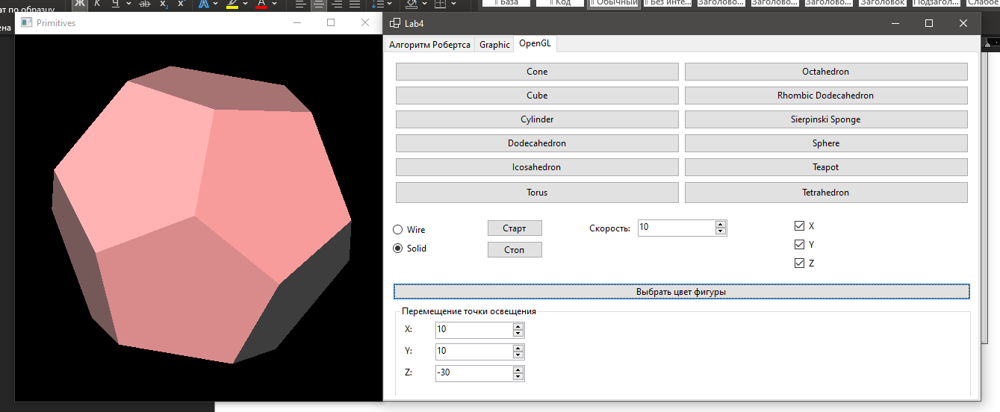 ат по образцу
База
Код
Обычный
Без инте...
Заголово...
Заголово...
Заголово...
Заголовок
Подзагол...
Слабое
Ж К Ч ab x₂ x²
ена
Primitives
Lab4
Алгоритм Робертса Graphic OpenGL
Cone Octahedron
Cube Rhombic Dodecahedron
Cylinder Sierpinski Sponge
Dodecahedron Sphere
Icosahedron Teapot
Torus Tetrahedron
Wire Старт Скорость: 10 X
Y
Solid Стоп
Z
Выбрать цвет фигуры
Перемещение точки освещения
X: 10
Y: 10
Z: -30